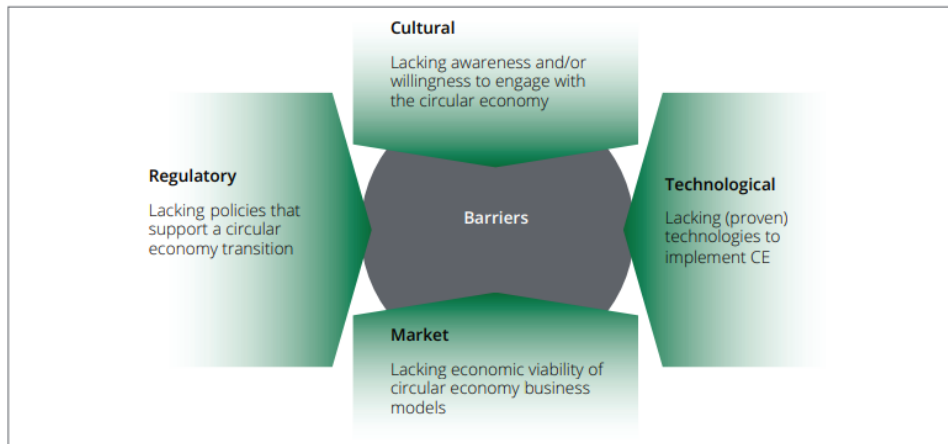 Cultural
Lacking awareness and/or
willingness to engage with
the circular economy
Regulatory
Lacking policies that
support a circular
economy transition
Barriers
Technological
Lacking (proven)
technologies to
implement CE
Market
Lacking economic viability of
circular economy business
models